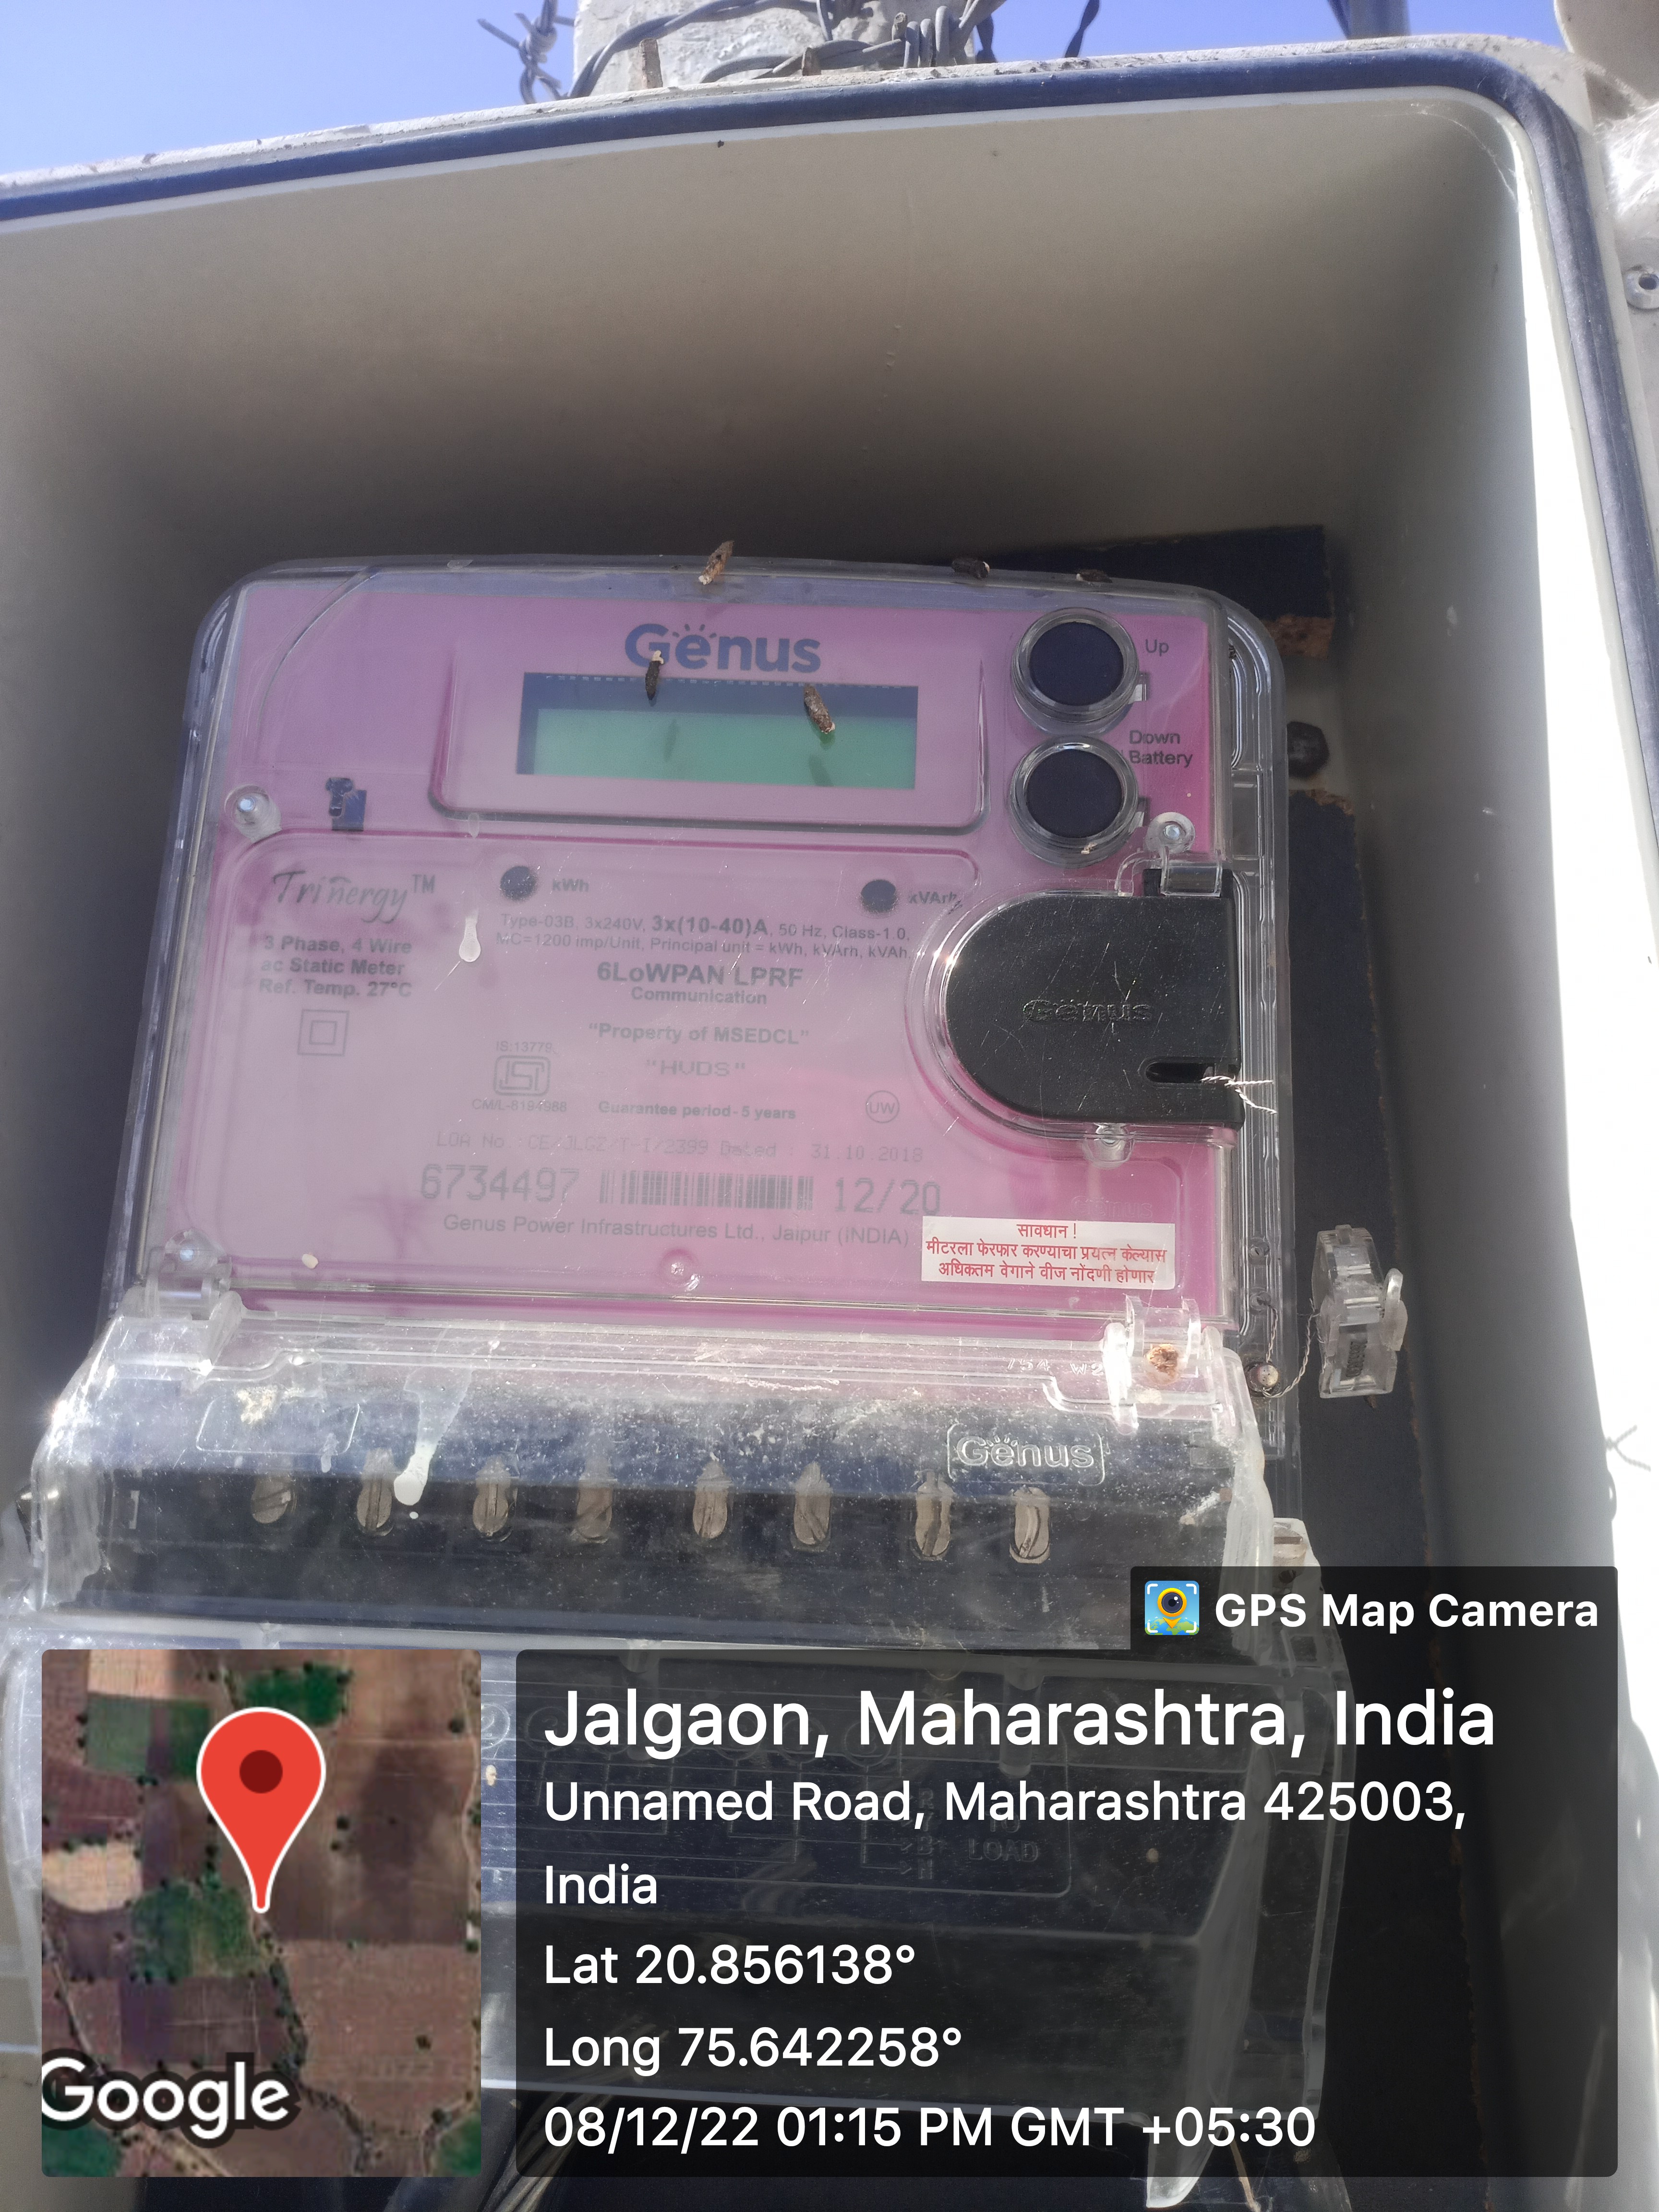 Genus
Up
Down
Battery
Trinergy™
kWh
kVArh
3 Phase, 4 Wire
ac Static Meter
Ref. Temp. 27°C
Type-03B, 3x240V, 3x(10-40)A, 50 Hz, Class-1.0,
MC=1200 imp/Unit, Principal unit = kWh, kVArh, kVAh
6LoWPAN LPRF
Communication
Genus
"Property of MSEDCL"
IS:13779
"HVDS"
Guarantee period - 5 years
UW
LOA No. Dated : 31.10.2018
6734497 12/20
Genus Power Infrastructures Ltd., Jaipur (INDIA)
सावधान !
मीटरला फेरफार करण्याचा प्रयत्न केल्यास
अधिकतम वेगाने वीज नोंदणी होणार
Genus
LOAD
GPS Map Camera
Jalgaon, Maharashtra, India
Unnamed Road, Maharashtra 425003,
India
Lat 20.856138°
Long 75.642258°
08/12/22 01:15 PM GMT +05:30
Google